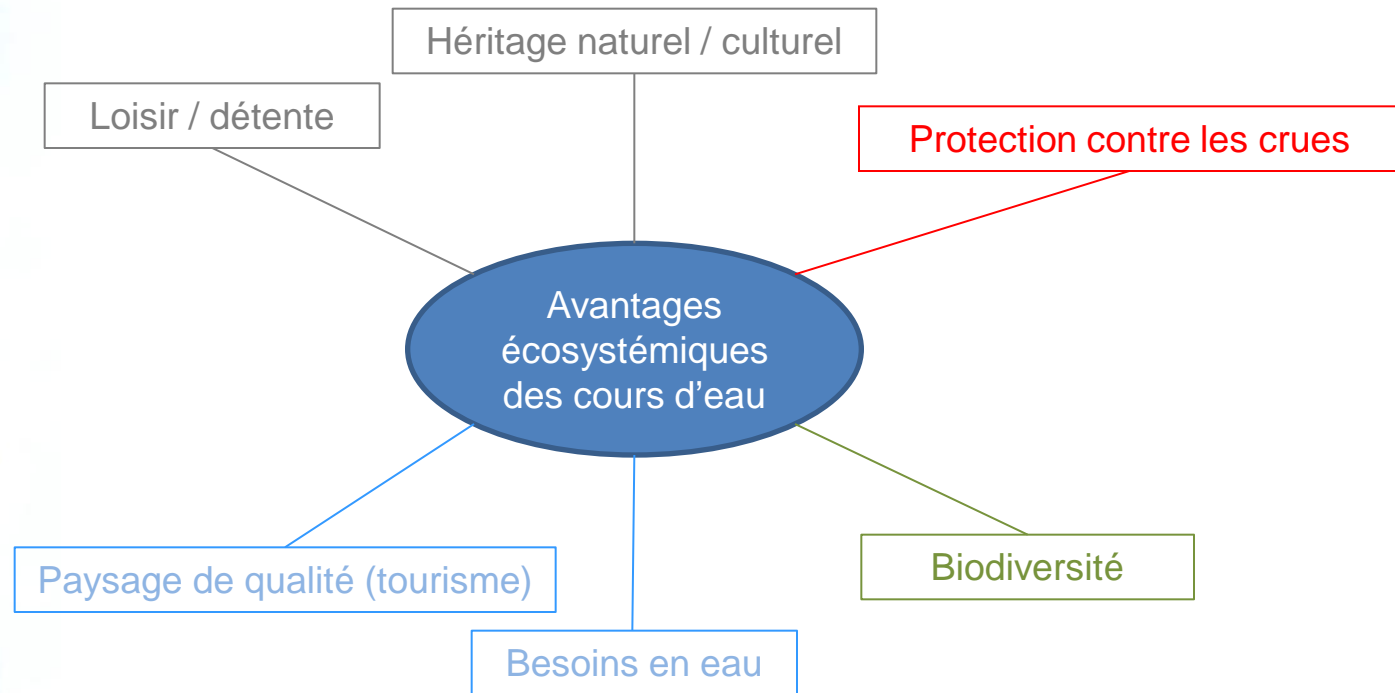 Héritage naturel / culturel
Loisir / détente
Protection contre les crues
Avantages
écosystémiques
des cours d’eau
Paysage de qualité (tourisme)
Biodiversité
Besoins en eau